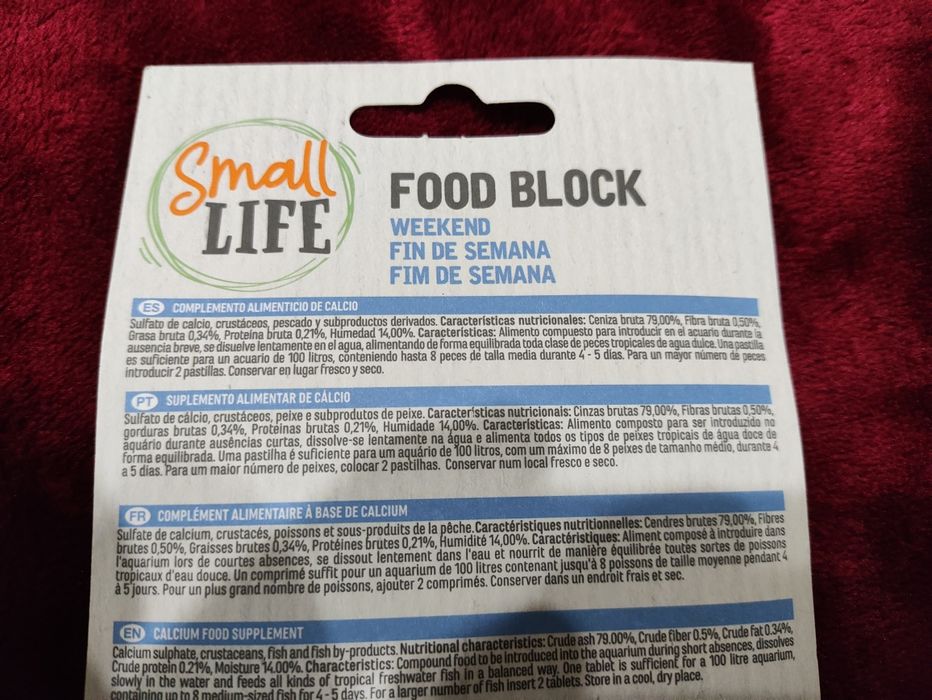 Small
LIFE
FOOD BLOCK
WEEKEND
FIN DE SEMANA
FIM DE SEMANA
ES COMPLEMENTO ALIMENTICIO DE CALCIO
Sulfato de calcio, crustáceos, pescado y subproductos derivados. Características nutricionales: Ceniza bruta 79,00%, Fibra bruta 0,50%,
Grasa bruta 0,34%, Proteína bruta 0,21%, Humedad 14,00%. Características: Alimento compuesto para introducir en el acuario durante la
ausencia breve, se disuelve lentamente en el agua, alimentando de forma equilibrada toda clase de peces tropicales de agua dulce. Una pastilla
es suficiente para un acuario de 100 litros, conteniendo hasta 8 peces de talla media durante 4 - 5 días. Para un mayor número de peces
introducir 2 pastillas. Conservar en lugar fresco y seco.
PT SUPLEMENTO ALIMENTAR DE CÁLCIO
Sulfato de cálcio, crustáceos, peixe e subprodutos de peixe. Características nutricionais: Cinzas brutas 79,00%, Fibras brutas 0,50%,
gorduras brutas 0,34%, Proteinas brutas 0,21%, Humidade 14,00%. Características: Alimento composto para ser introduzido no
aquário durante ausências curtas, dissolve-se lentamente na água e alimenta todos os tipos de peixes tropicais de água doce de
forma equilibrada. Uma pastilha é suficiente para um aquário de 100 litros, com um máximo de 8 peixes de tamanho médio, durante 4
a 5 dias. Para um maior número de peixes, colocar 2 pastilhas. Conservar num local fresco e seco.
FR COMPLÉMENT ALIMENTAIRE À BASE DE CALCIUM
Sulfate de calcium, crustacés, poissons et sous-produits de la pêche. Caractéristiques nutritionnelles: Cendres brutes 79,00%, Fibres
brutes 0,50%, Graisses brutes 0,34%, Protéines brutes 0,21%, Humidité 14,00%. Caractéristiques: Aliment composé à introduire dans
l'aquarium lors de courtes absences, se dissout lentement dans l'eau et nourrit de manière équilibrée toutes sortes de poissons
tropicaux d'eau douce. Un comprimé suffit pour un aquarium de 100 litres contenant jusqu'à 8 poissons de taille moyenne pendant 4
à 5 jours. Pour un plus grand nombre de poissons, ajouter 2 comprimés. Conserver dans un endroit frais et sec.
EN CALCIUM FOOD SUPPLEMENT
Calcium sulphate, crustaceans, fish and fish by-products. Nutritional characteristics: Crude ash 79.00%, Crude fiber 0.5%, Crude fat 0.34%,
Crude protein 0.21%, Moisture 14.00%. Characteristics: Compound food to be introduced into the aquarium during short absences, dissolves
slowly in the water and feeds all kinds of tropical freshwater fish in a balanced way. One tablet is sufficient for a 100 litre aquarium,
containing up to 8 medium-sized fish for 4 - 5 days. For a larger number of fish insert 2 tablets. Store in a cool, dry place.